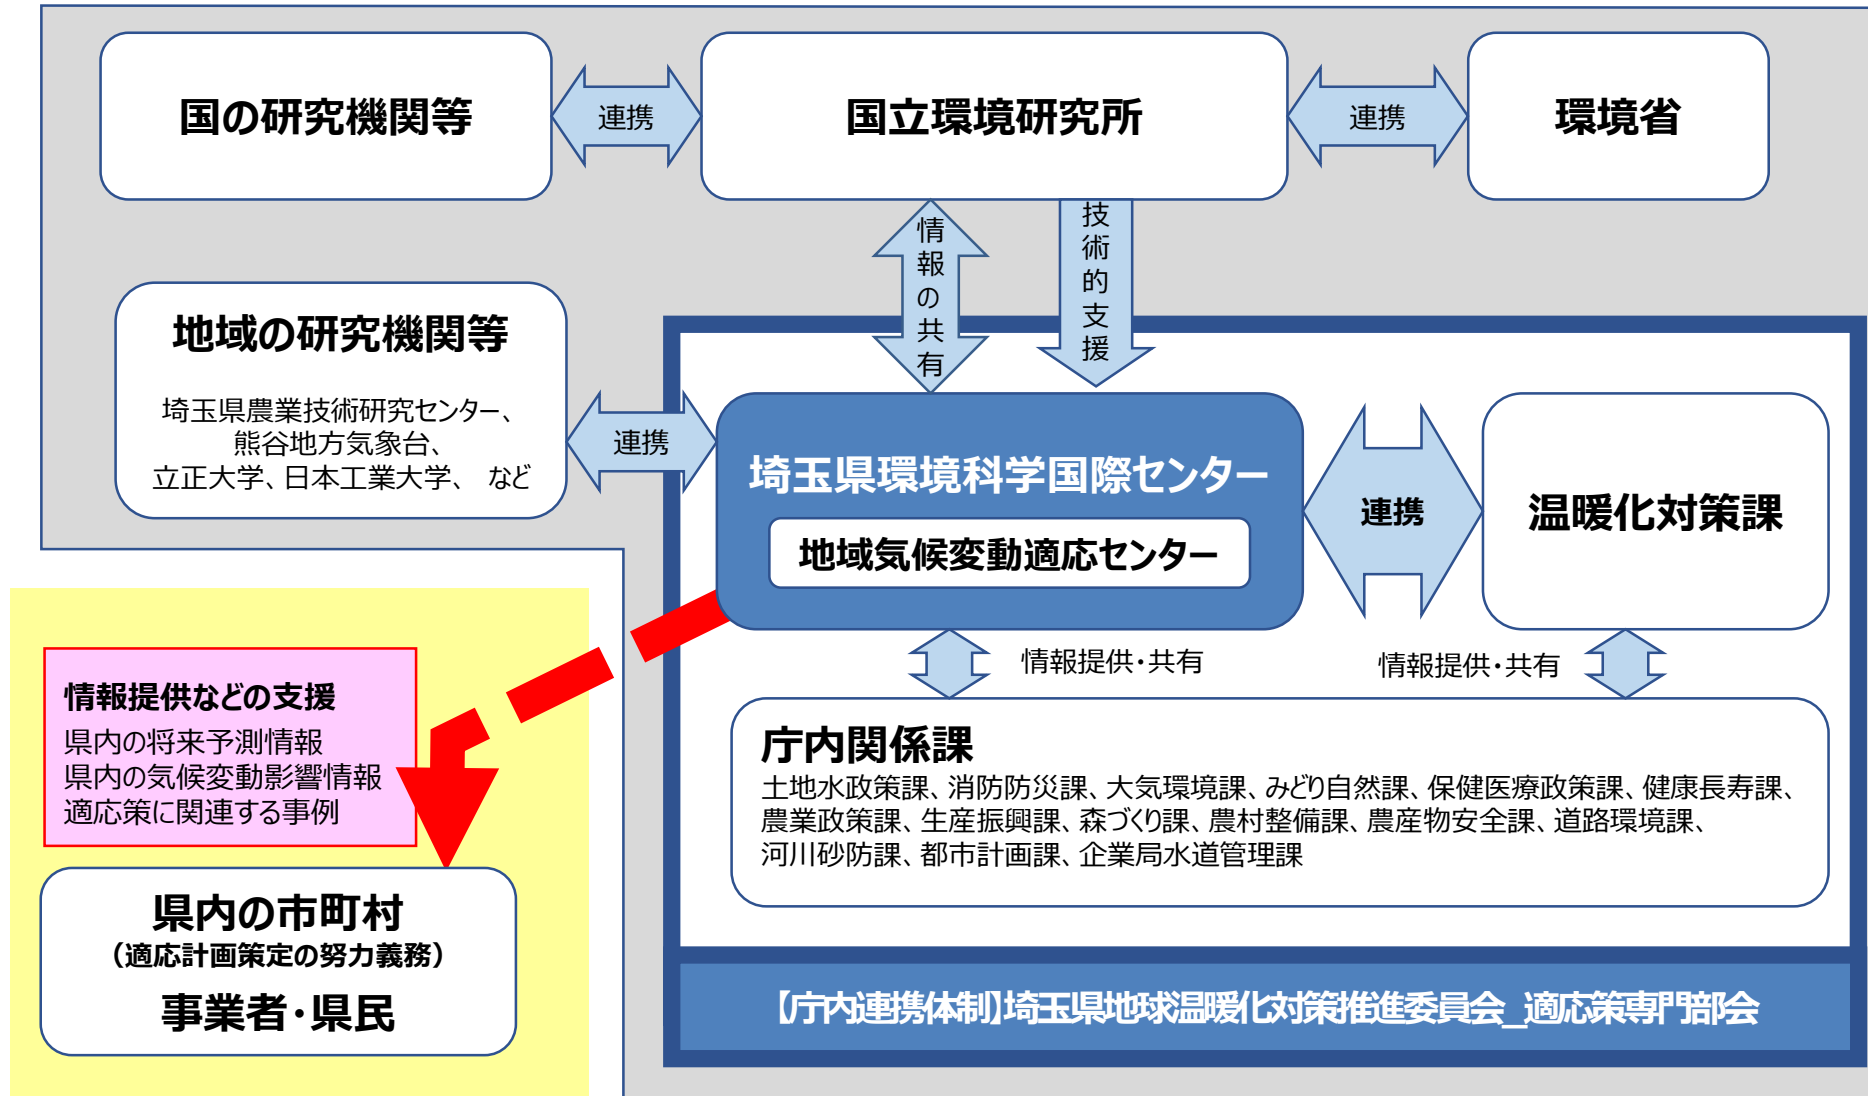 国の研究機関等
連携
国立環境研究所
連携
環境省
情報の共有
技術的支援
地域の研究機関等
埼玉県農業技術研究センター、
熊谷地方気象台、
立正大学、日本工業大学、 など
連携
埼玉県環境科学国際センター
地域気候変動適応センター
連携
温暖化対策課
情報提供・共有
情報提供・共有
庁内関係課
土地水政策課、消防防災課、大気環境課、みどり自然課、保健医療政策課、健康長寿課、
農業政策課、生産振興課、森づくり課、農村整備課、農産物安全課、道路環境課、
河川砂防課、都市計画課、企業局水道管理課
【庁内連携体制】埼玉県地球温暖化対策推進委員会_適応策専門部会
情報提供などの支援
県内の将来予測情報
県内の気候変動影響情報
適応策に関連する事例
県内の市町村
（適応計画策定の努力義務）
事業者・県民